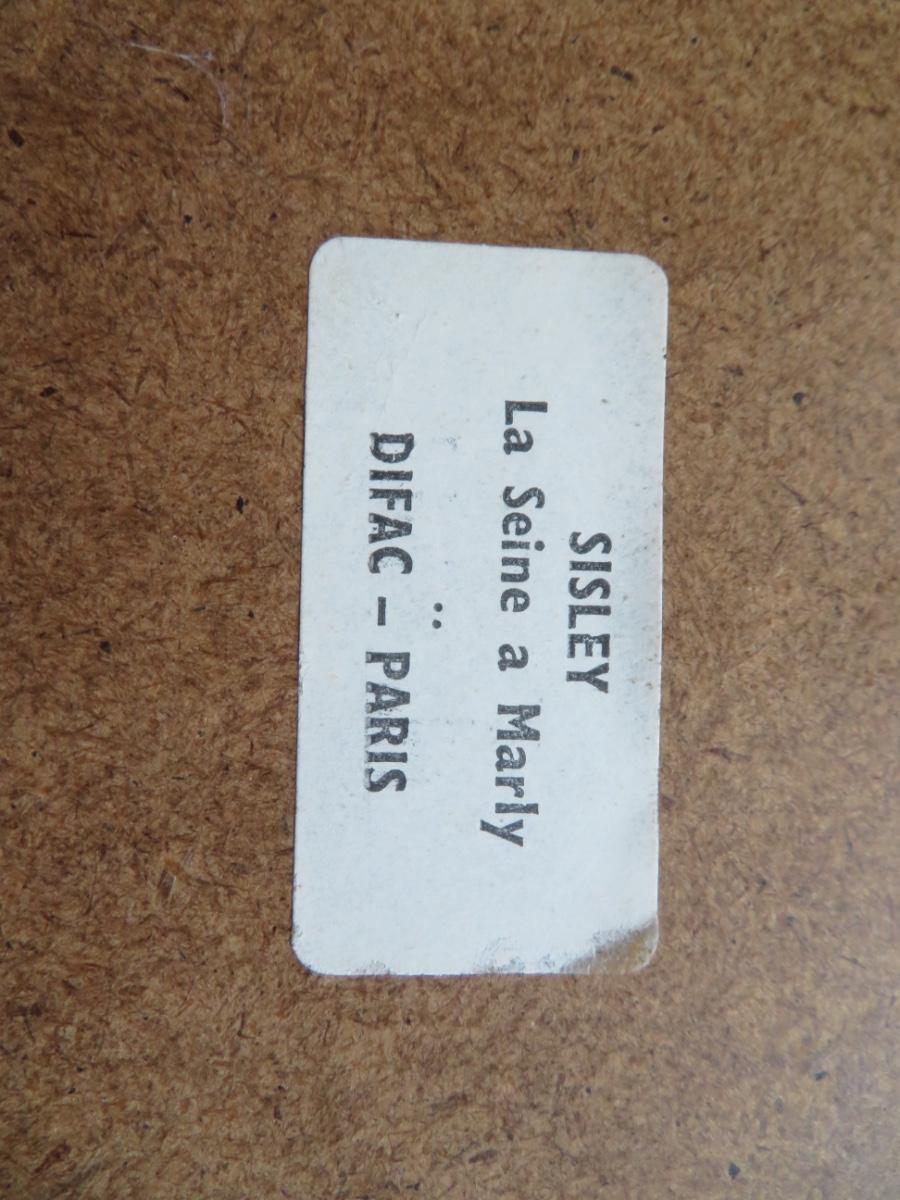 SISLEY
La Seine a Marly
..
DIFAC - PARIS